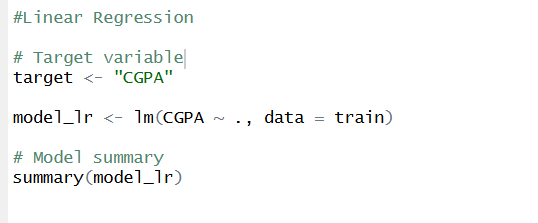 #Linear Regression
# Target variable
target <- "CGPA"
model_lr <- lm(CGPA ~ ., data = train)
# Model summary
summary(model_lr)